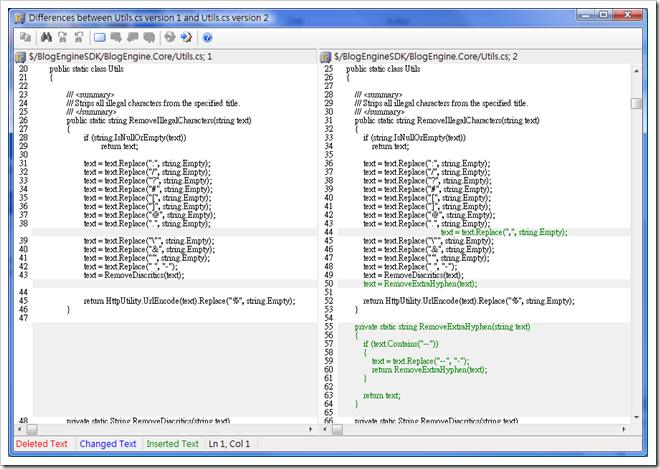 Differences between Utils.cs version 1 and Utils.cs version 2
$/BlogEngineSDK/BlogEngine.Core/Utils.cs; 1
20 public static class Utils
21 {
22
23 /// <summary>
24 /// Strips all illegal characters from the specified title.
25 /// </summary>
26 public static string RemoveIllegalCharacters(string text)
27 {
28 if (string.IsNullOrEmpty(text))
29 return text;
30
31 text = text.Replace(":", string.Empty);
32 text = text.Replace("/", string.Empty);
33 text = text.Replace("?", string.Empty);
34 text = text.Replace("#", string.Empty);
35 text = text.Replace("[", string.Empty);
36 text = text.Replace("]", string.Empty);
37 text = text.Replace("@", string.Empty);
38 text = text.Replace(".", string.Empty);
39 text = text.Replace("\"", string.Empty);
40 text = text.Replace("&", string.Empty);
41 text = text.Replace("'", string.Empty);
42 text = text.Replace(" ", "-");
43 text = RemoveDiacritics(text);
44
45 return HttpUtility.UrlEncode(text).Replace("%", string.Empty);
46 }
47
48 private static String RemoveDiacritics(string text)
$/BlogEngineSDK/BlogEngine.Core/Utils.cs; 2
25 public static class Utils
26 {
27
28 /// <summary>
29 /// Strips all illegal characters from the specified title.
30 /// </summary>
31 public static string RemoveIllegalCharacters(string text)
32 {
33 if (string.IsNullOrEmpty(text))
34 return text;
35
36 text = text.Replace(":", string.Empty);
37 text = text.Replace("/", string.Empty);
38 text = text.Replace("?", string.Empty);
39 text = text.Replace("#", string.Empty);
40 text = text.Replace("[", string.Empty);
41 text = text.Replace("]", string.Empty);
42 text = text.Replace("@", string.Empty);
43 text = text.Replace(".", string.Empty);
44 text = text.Replace(",", string.Empty);
45 text = text.Replace("\"", string.Empty);
46 text = text.Replace("&", string.Empty);
47 text = text.Replace("'", string.Empty);
48 text = text.Replace(" ", "-");
49 text = RemoveDiacritics(text);
50 text = RemoveExtraHyphen(text);
51
52 return HttpUtility.UrlEncode(text).Replace("%", string.Empty);
53 }
54
55 private static string RemoveExtraHyphen(string text)
56 {
57 if (text.Contains("--"))
58 {
59 text = text.Replace("--", "-");
60 return RemoveExtraHyphen(text);
61 }
62
63 return text;
64 }
65
66 private static String RemoveDiacritics(string text)
Deleted Text Changed Text Inserted Text Ln 1, Col 1